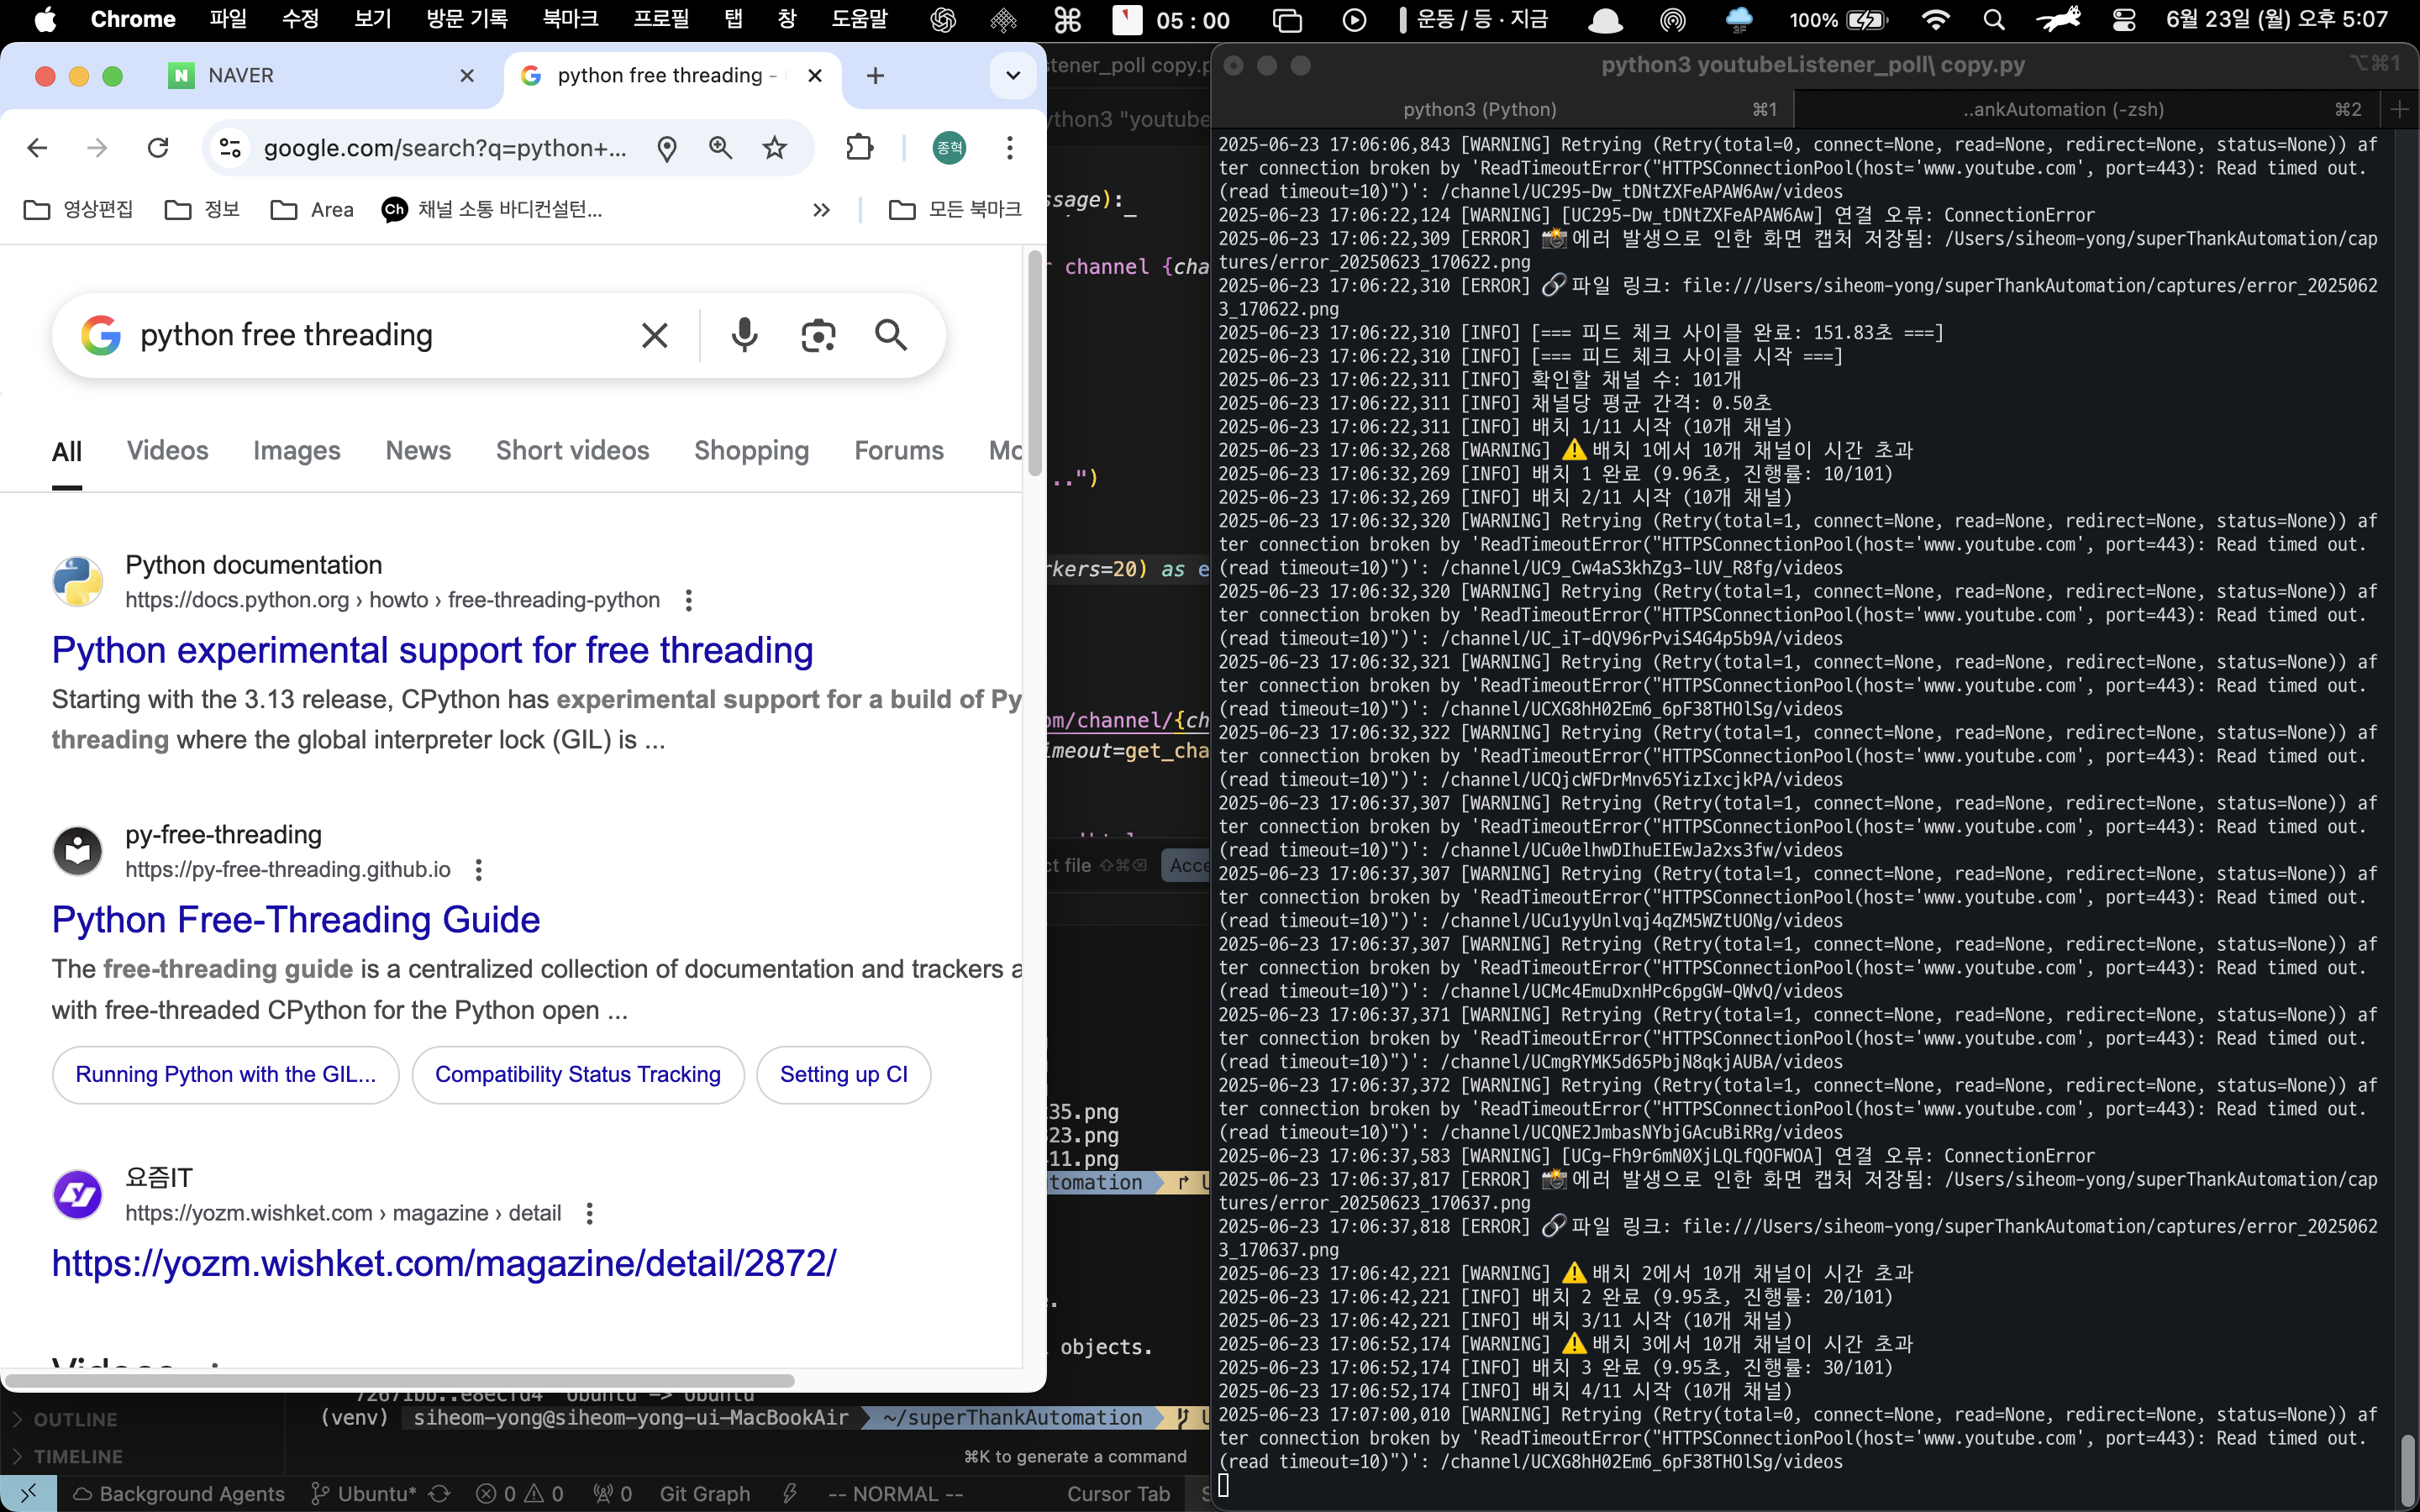 Chrome 파일 수정 보기 방문 기록 북마크 프로필 탭 창 도움말 05 : 00 운동 / 등 · 지금 100% 6월 23일 (월) 오후 5:07
NAVER
python free threading -
google.com/search?q=python+...
종혁
영상편집 정보 Area 채널 소통 바디컨설턴... 모든 북마크
python free threading
All Videos Images News Short videos Shopping Forums
Python documentation
https://docs.python.org › howto › free-threading-python
Python experimental support for free threading
Starting with the 3.13 release, CPython has experimental support for a build of Py
threading where the global interpreter lock (GIL) is ...
py-free-threading
https://py-free-threading.github.io
Python Free-Threading Guide
The free-threading guide is a centralized collection of documentation and trackers a
with free-threaded CPython for the Python open ...
Running Python with the GIL... Compatibility Status Tracking Setting up CI
요즘IT
https://yozm.wishket.com › magazine › detail
https://yozm.wishket.com/magazine/detail/2872/
stener_poll copy.p
ython3 "youtube
ssage):
r channel {cha
..")
rkers=20) as e
om/channel/{ch
imeout=get_cha
ct file
Acce
35.png
23.png
11.png
tomation
objects.
OUTLINE
TIMELINE
(venv) siheom-yong@siheom-yong-ui-MacBookAir ~/superThankAutomation
⌘K to generate a command
Background Agents Ubuntu* 0 0 0 Git Graph -- NORMAL -- Cursor Tab
python3 youtubeListener_poll\ copy.py ⌥⌘1
python3 (Python) ⌘1 ..ankAutomation (-zsh) ⌘2
2025-06-23 17:06:06,843 [WARNING] Retrying (Retry(total=0, connect=None, read=None, redirect=None, status=None)) af
ter connection broken by 'ReadTimeoutError("HTTPSConnectionPool(host='www.youtube.com', port=443): Read timed out.
(read timeout=10)")': /channel/UC295-Dw_tDNtZXFeAPAW6Aw/videos
2025-06-23 17:06:22,124 [WARNING] [UC295-Dw_tDNtZXFeAPAW6Aw] 연결 오류: ConnectionError
2025-06-23 17:06:22,309 [ERROR] 📸 에러 발생으로 인한 화면 캡처 저장됨: /Users/siheom-yong/superThankAutomation/cap
tures/error_20250623_170622.png
2025-06-23 17:06:22,310 [ERROR] 🔗 파일 링크: file:///Users/siheom-yong/superThankAutomation/captures/error_2025062
3_170622.png
2025-06-23 17:06:22,310 [INFO] [=== 피드 체크 사이클 완료: 151.83초 ===]
2025-06-23 17:06:22,310 [INFO] [=== 피드 체크 사이클 시작 ===]
2025-06-23 17:06:22,311 [INFO] 확인할 채널 수: 101개
2025-06-23 17:06:22,311 [INFO] 채널당 평균 간격: 0.50초
2025-06-23 17:06:22,311 [INFO] 배치 1/11 시작 (10개 채널)
2025-06-23 17:06:32,268 [WARNING] ⚠️ 배치 1에서 10개 채널이 시간 초과
2025-06-23 17:06:32,269 [INFO] 배치 1 완료 (9.96초, 진행률: 10/101)
2025-06-23 17:06:32,269 [INFO] 배치 2/11 시작 (10개 채널)
2025-06-23 17:06:32,320 [WARNING] Retrying (Retry(total=1, connect=None, read=None, redirect=None, status=None)) af
ter connection broken by 'ReadTimeoutError("HTTPSConnectionPool(host='www.youtube.com', port=443): Read timed out.
(read timeout=10)")': /channel/UC9_Cw4aS3khZg3-lUV_R8fg/videos
2025-06-23 17:06:32,320 [WARNING] Retrying (Retry(total=1, connect=None, read=None, redirect=None, status=None)) af
ter connection broken by 'ReadTimeoutError("HTTPSConnectionPool(host='www.youtube.com', port=443): Read timed out.
(read timeout=10)")': /channel/UC_iT-dQV96rPviS4G4p5b9A/videos
2025-06-23 17:06:32,321 [WARNING] Retrying (Retry(total=1, connect=None, read=None, redirect=None, status=None)) af
ter connection broken by 'ReadTimeoutError("HTTPSConnectionPool(host='www.youtube.com', port=443): Read timed out.
(read timeout=10)")': /channel/UCXG8hH02Em6_6pF38THOlSg/videos
2025-06-23 17:06:32,322 [WARNING] Retrying (Retry(total=1, connect=None, read=None, redirect=None, status=None)) af
ter connection broken by 'ReadTimeoutError("HTTPSConnectionPool(host='www.youtube.com', port=443): Read timed out.
(read timeout=10)")': /channel/UCQjcWFDrMnv65YizIxcjkPA/videos
2025-06-23 17:06:37,307 [WARNING] Retrying (Retry(total=1, connect=None, read=None, redirect=None, status=None)) af
ter connection broken by 'ReadTimeoutError("HTTPSConnectionPool(host='www.youtube.com', port=443): Read timed out.
(read timeout=10)")': /channel/UCu0elhwDIhuEIEwJa2xs3fw/videos
2025-06-23 17:06:37,307 [WARNING] Retrying (Retry(total=1, connect=None, read=None, redirect=None, status=None)) af
ter connection broken by 'ReadTimeoutError("HTTPSConnectionPool(host='www.youtube.com', port=443): Read timed out.
(read timeout=10)")': /channel/UCu1yyUnlvqj4qZM5WZtUONg/videos
2025-06-23 17:06:37,307 [WARNING] Retrying (Retry(total=1, connect=None, read=None, redirect=None, status=None)) af
ter connection broken by 'ReadTimeoutError("HTTPSConnectionPool(host='www.youtube.com', port=443): Read timed out.
(read timeout=10)")': /channel/UCMc4EmuDxnHPc6pgGW-QWvQ/videos
2025-06-23 17:06:37,371 [WARNING] Retrying (Retry(total=1, connect=None, read=None, redirect=None, status=None)) af
ter connection broken by 'ReadTimeoutError("HTTPSConnectionPool(host='www.youtube.com', port=443): Read timed out.
(read timeout=10)")': /channel/UCmgRYMK5d65PbjN8qkjAUBA/videos
2025-06-23 17:06:37,372 [WARNING] Retrying (Retry(total=1, connect=None, read=None, redirect=None, status=None)) af
ter connection broken by 'ReadTimeoutError("HTTPSConnectionPool(host='www.youtube.com', port=443): Read timed out.
(read timeout=10)")': /channel/UCQNE2JmbasNYbjGAcuBiRRg/videos
2025-06-23 17:06:37,583 [WARNING] [UCg-Fh9r6mN0XjLQLfQOFWOA] 연결 오류: ConnectionError
2025-06-23 17:06:37,817 [ERROR] 📸 에러 발생으로 인한 화면 캡처 저장됨: /Users/siheom-yong/superThankAutomation/cap
tures/error_20250623_170637.png
2025-06-23 17:06:37,818 [ERROR] 🔗 파일 링크: file:///Users/siheom-yong/superThankAutomation/captures/error_2025062
3_170637.png
2025-06-23 17:06:42,221 [WARNING] ⚠️ 배치 2에서 10개 채널이 시간 초과
2025-06-23 17:06:42,221 [INFO] 배치 2 완료 (9.95초, 진행률: 20/101)
2025-06-23 17:06:42,221 [INFO] 배치 3/11 시작 (10개 채널)
2025-06-23 17:06:52,174 [WARNING] ⚠️ 배치 3에서 10개 채널이 시간 초과
2025-06-23 17:06:52,174 [INFO] 배치 3 완료 (9.95초, 진행률: 30/101)
2025-06-23 17:06:52,174 [INFO] 배치 4/11 시작 (10개 채널)
2025-06-23 17:07:00,010 [WARNING] Retrying (Retry(total=0, connect=None, read=None, redirect=None, status=None)) af
ter connection broken by 'ReadTimeoutError("HTTPSConnectionPool(host='www.youtube.com', port=443): Read timed out.
(read timeout=10)")': /channel/UCXG8hH02Em6_6pF38THOlSg/videos